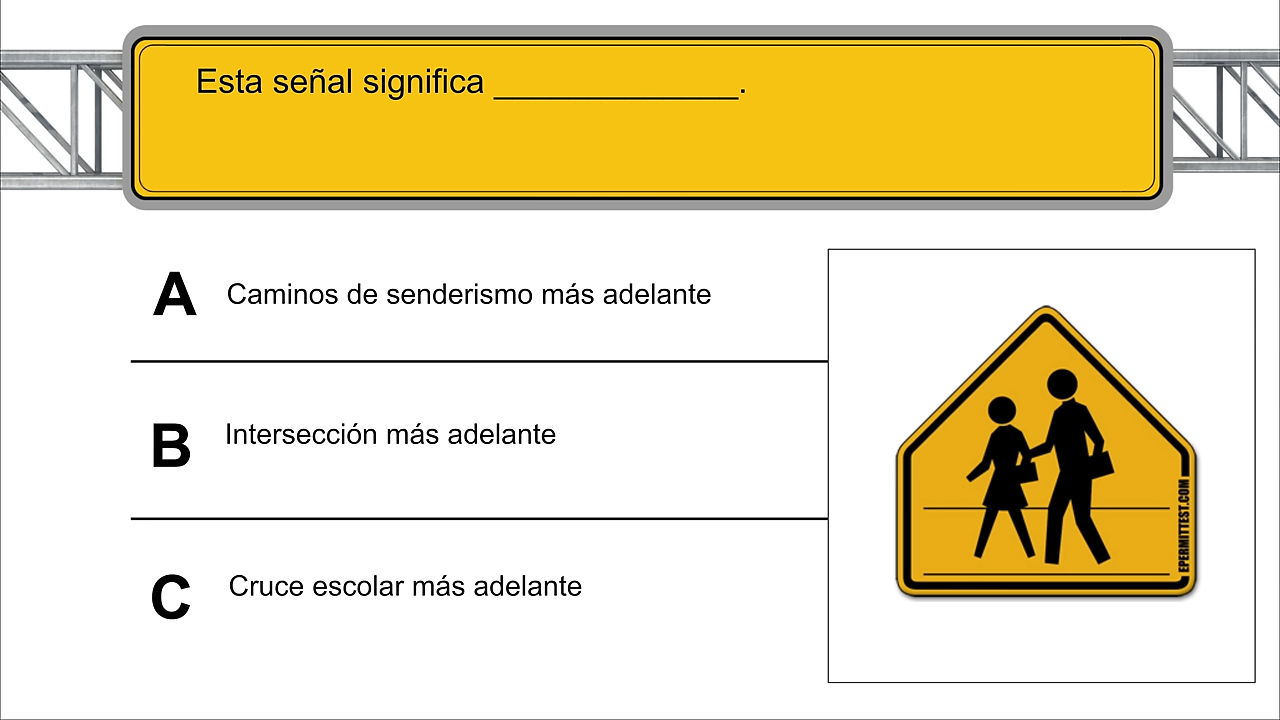 Esta señal significa _____________.
A Caminos de senderismo más adelante
B Intersección más adelante
C Cruce escolar más adelante
EPERMITTEST.COM